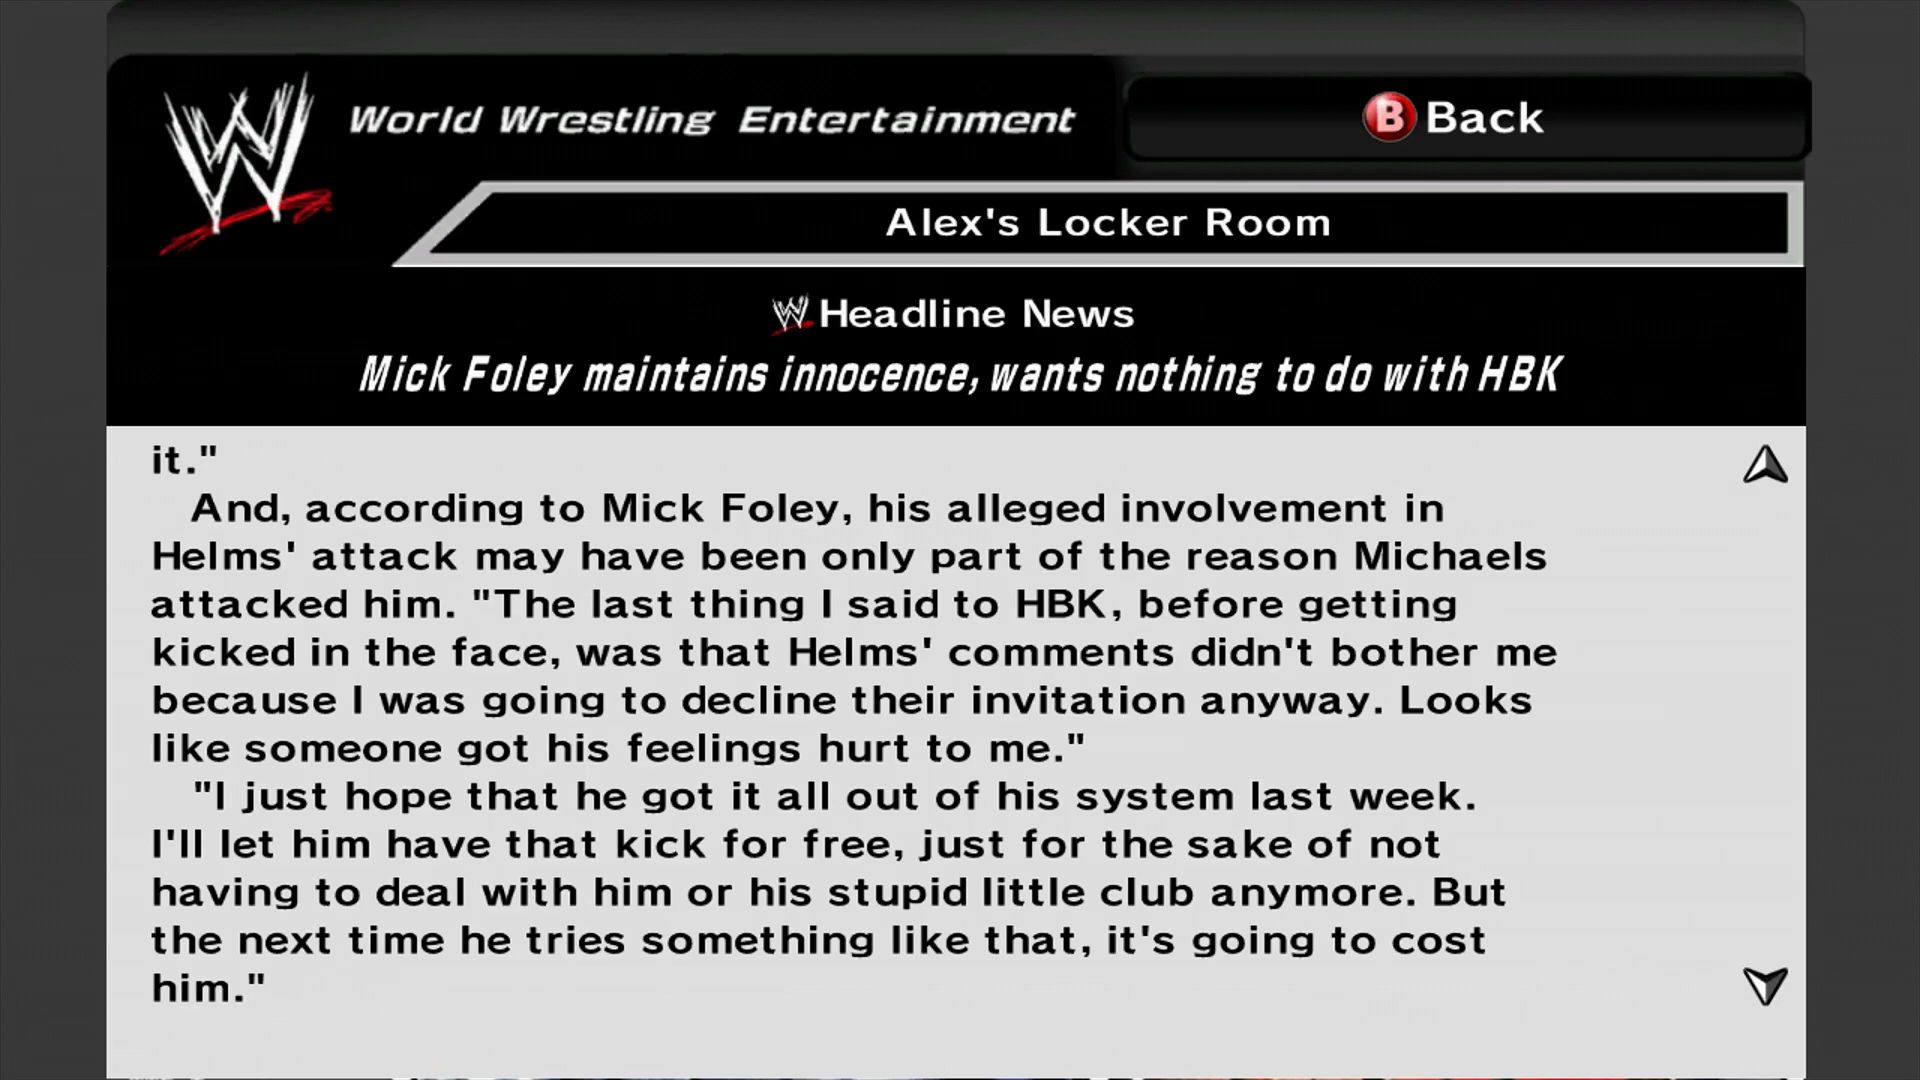 World Wrestling Entertainment
B Back
Alex's Locker Room
Headline News
Mick Foley maintains innocence, wants nothing to do with HBK
it."
And, according to Mick Foley, his alleged involvement in
Helms' attack may have been only part of the reason Michaels
attacked him. "The last thing I said to HBK, before getting
kicked in the face, was that Helms' comments didn't bother me
because I was going to decline their invitation anyway. Looks
like someone got his feelings hurt to me."
"I just hope that he got it all out of his system last week.
I'll let him have that kick for free, just for the sake of not
having to deal with him or his stupid little club anymore. But
the next time he tries something like that, it's going to cost
him."